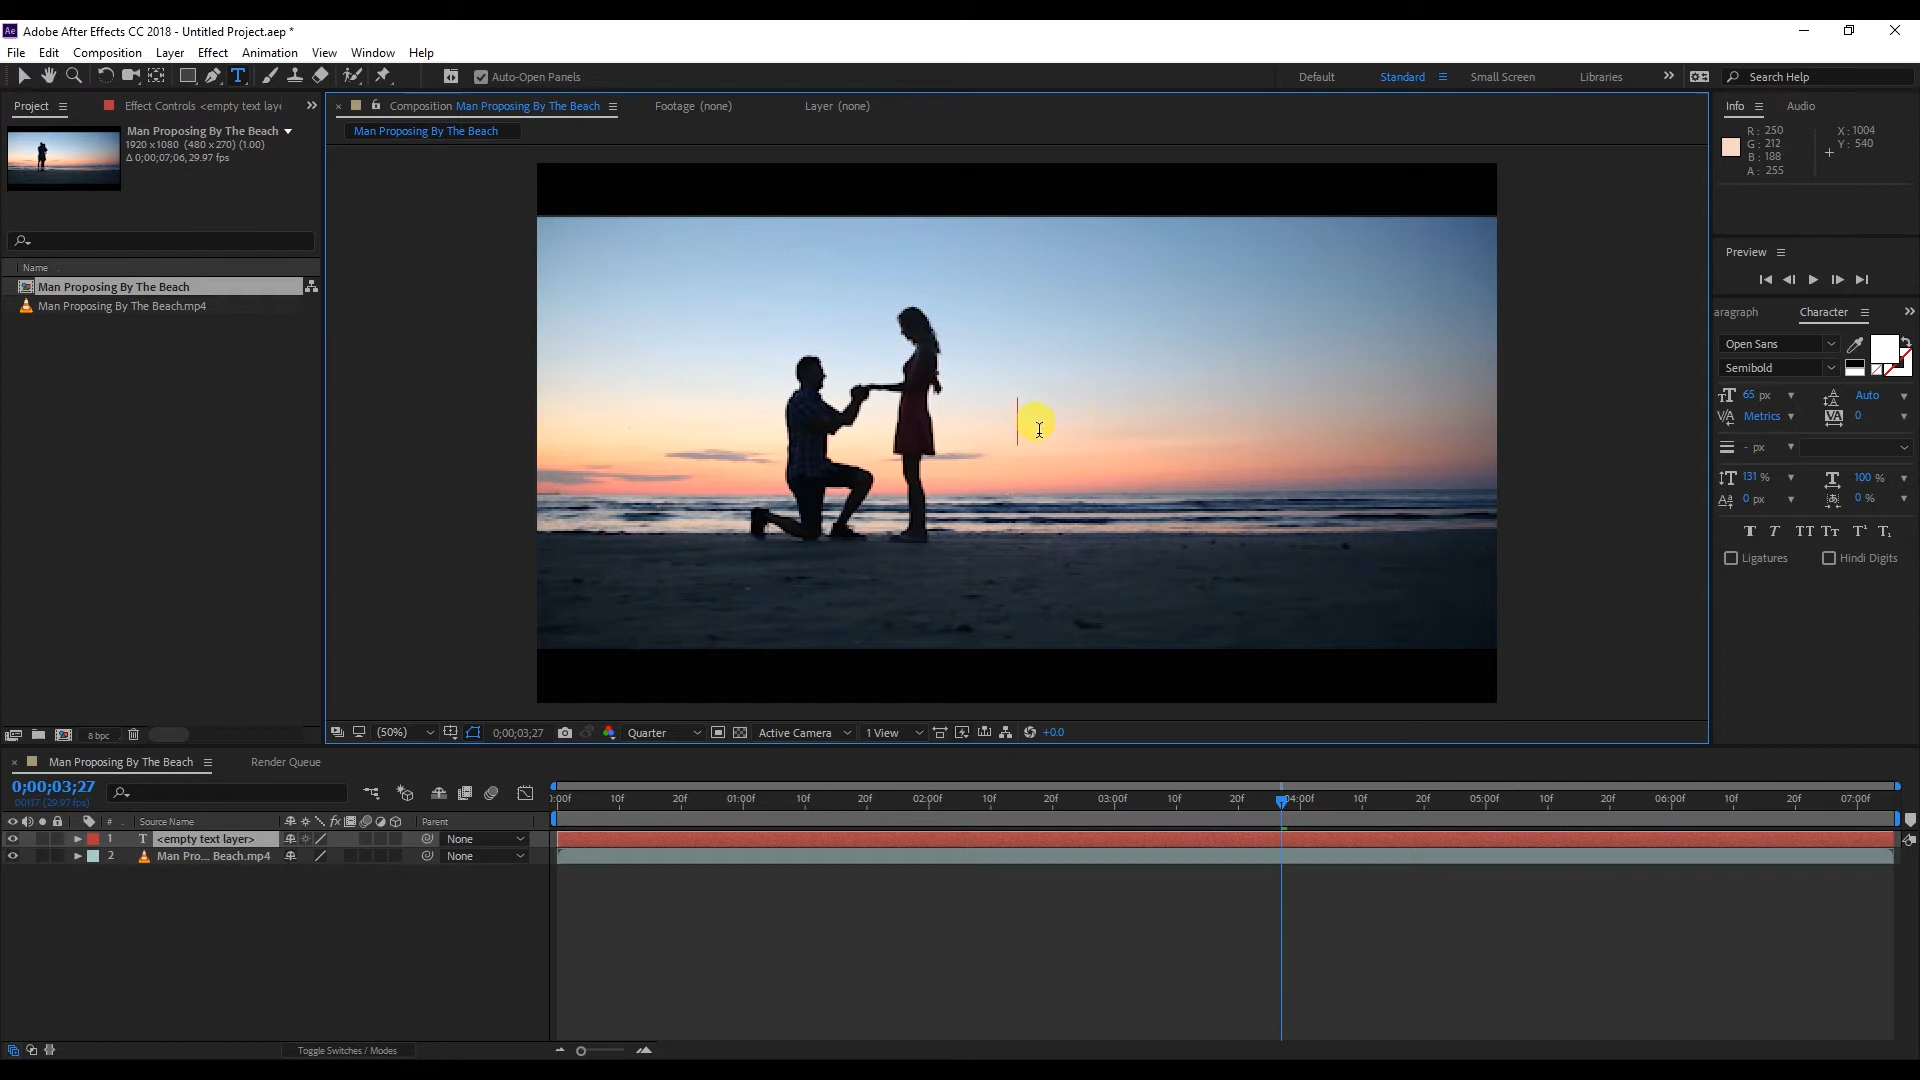 Adobe After Effects CC 2018 - Untitled Project.aep *
File Edit Composition Layer Effect Animation View Window Help
Auto-Open Panels Default Standard Small Screen Libraries Search Help
Project Effect Controls <empty text laye
Composition Man Proposing By The Beach Footage (none) Layer (none)
Info Audio
Man Proposing By The Beach
1920 x1080 (480 x270) (1.00)
Δ 0;00;07;06, 29.97 fps
Man Proposing By The Beach
R: 250
G: 212
B: 188
A: 255
X: 1004
Y: 540
Preview
Name
Man Proposing By The Beach
Man Proposing By The Beach.mp4
aragraph Character
Open Sans
Semibold
65 px Auto
Metrics 0
- px
131 % 100 %
0 px 0 %
T T TT Tt T¹ T₁
Ligatures Hindi Digits
8 bpc
(50%) 0;00;03;27 Quarter Active Camera 1 View +0.0
Man Proposing By The Beach Render Queue
0;00;03;27
00117 (29.97 fps)
0:00f 10f 20f 01:00f 10f 20f 02:00f 10f 20f 03:00f 10f 20f 04:00f 10f 20f 05:00f 10f 20f 06:00f 10f 20f 07:00f
# Source Name fx Parent
1 T <empty text layer> None
2 Man Pro... Beach.mp4 None
Toggle Switches / Modes